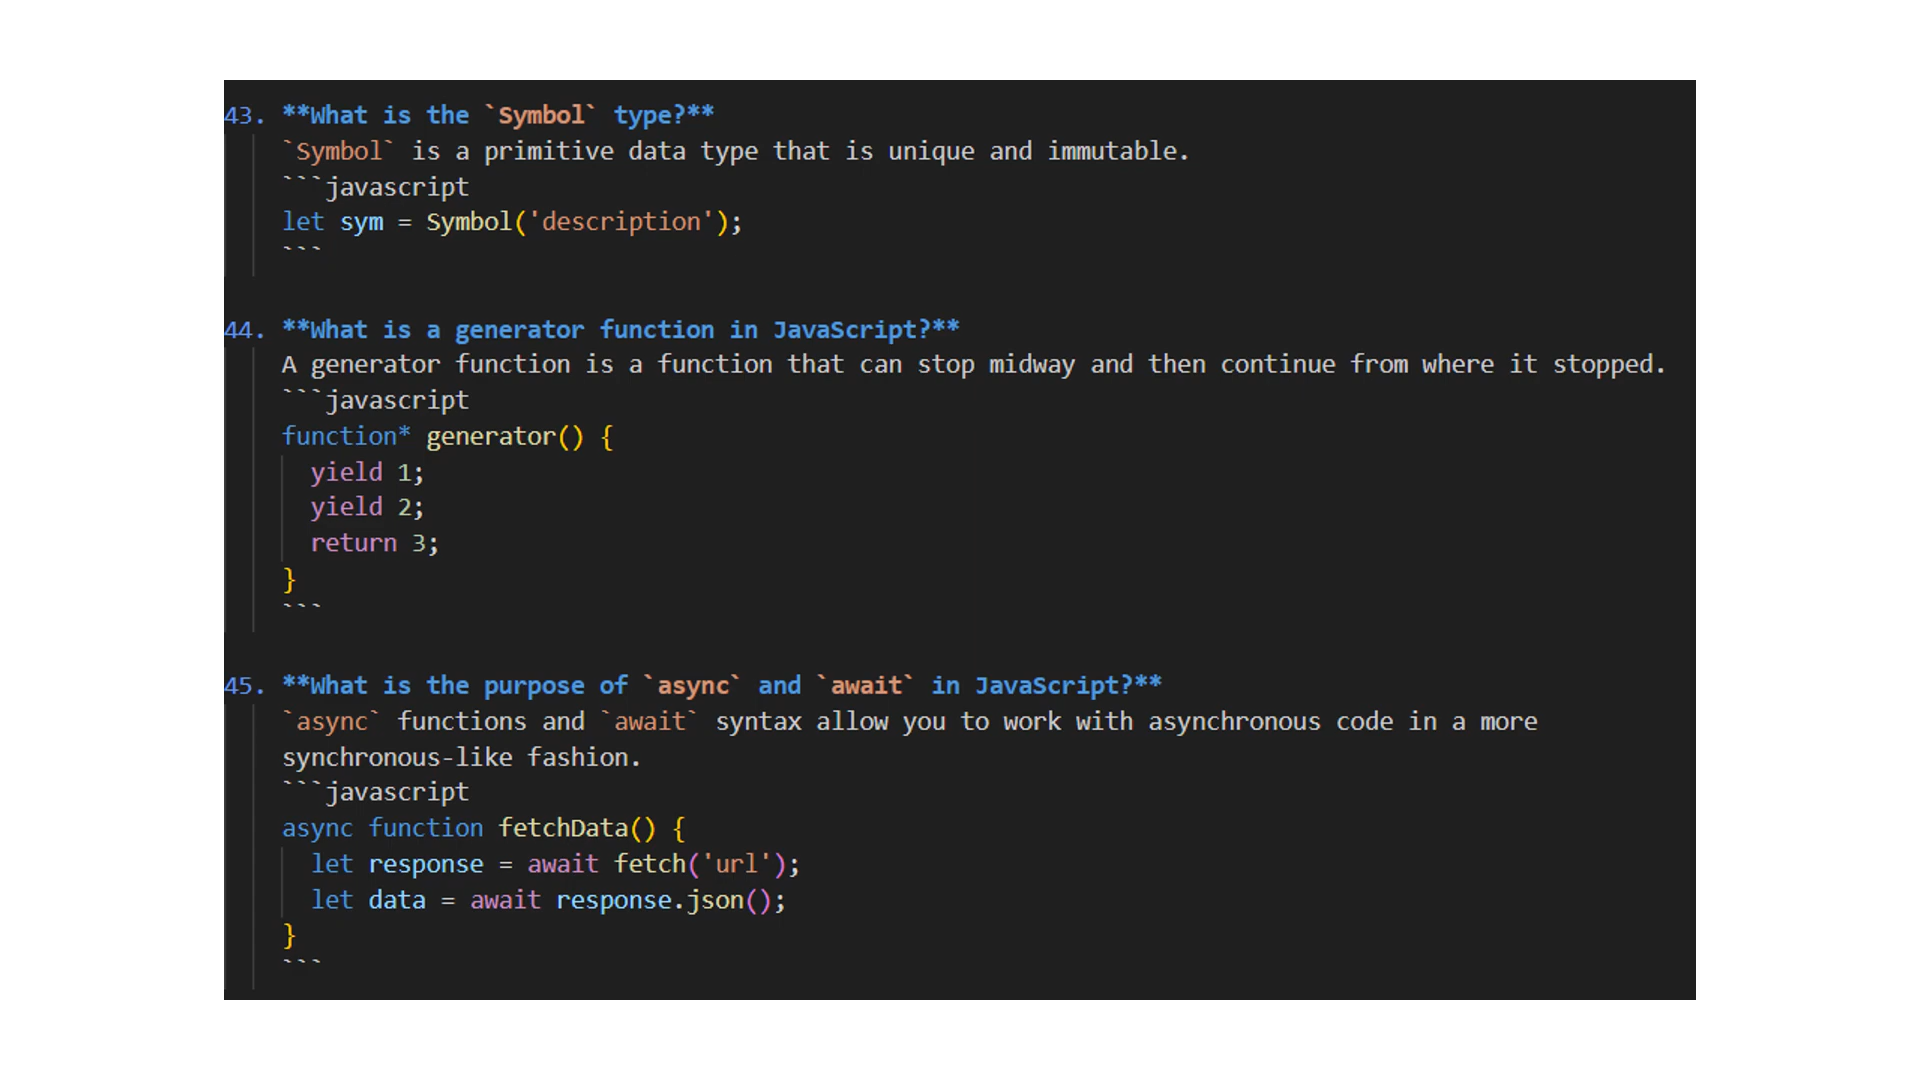 43. **What is the `Symbol` type?**
`Symbol` is a primitive data type that is unique and immutable.
```javascript
let sym = Symbol('description');
```
44. **What is a generator function in JavaScript?**
A generator function is a function that can stop midway and then continue from where it stopped.
```javascript
function* generator() {
yield 1;
yield 2;
return 3;
}
```
45. **What is the purpose of `async` and `await` in JavaScript?**
`async` functions and `await` syntax allow you to work with asynchronous code in a more
synchronous-like fashion.
```javascript
async function fetchData() {
let response = await fetch('url');
let data = await response.json();
}
```